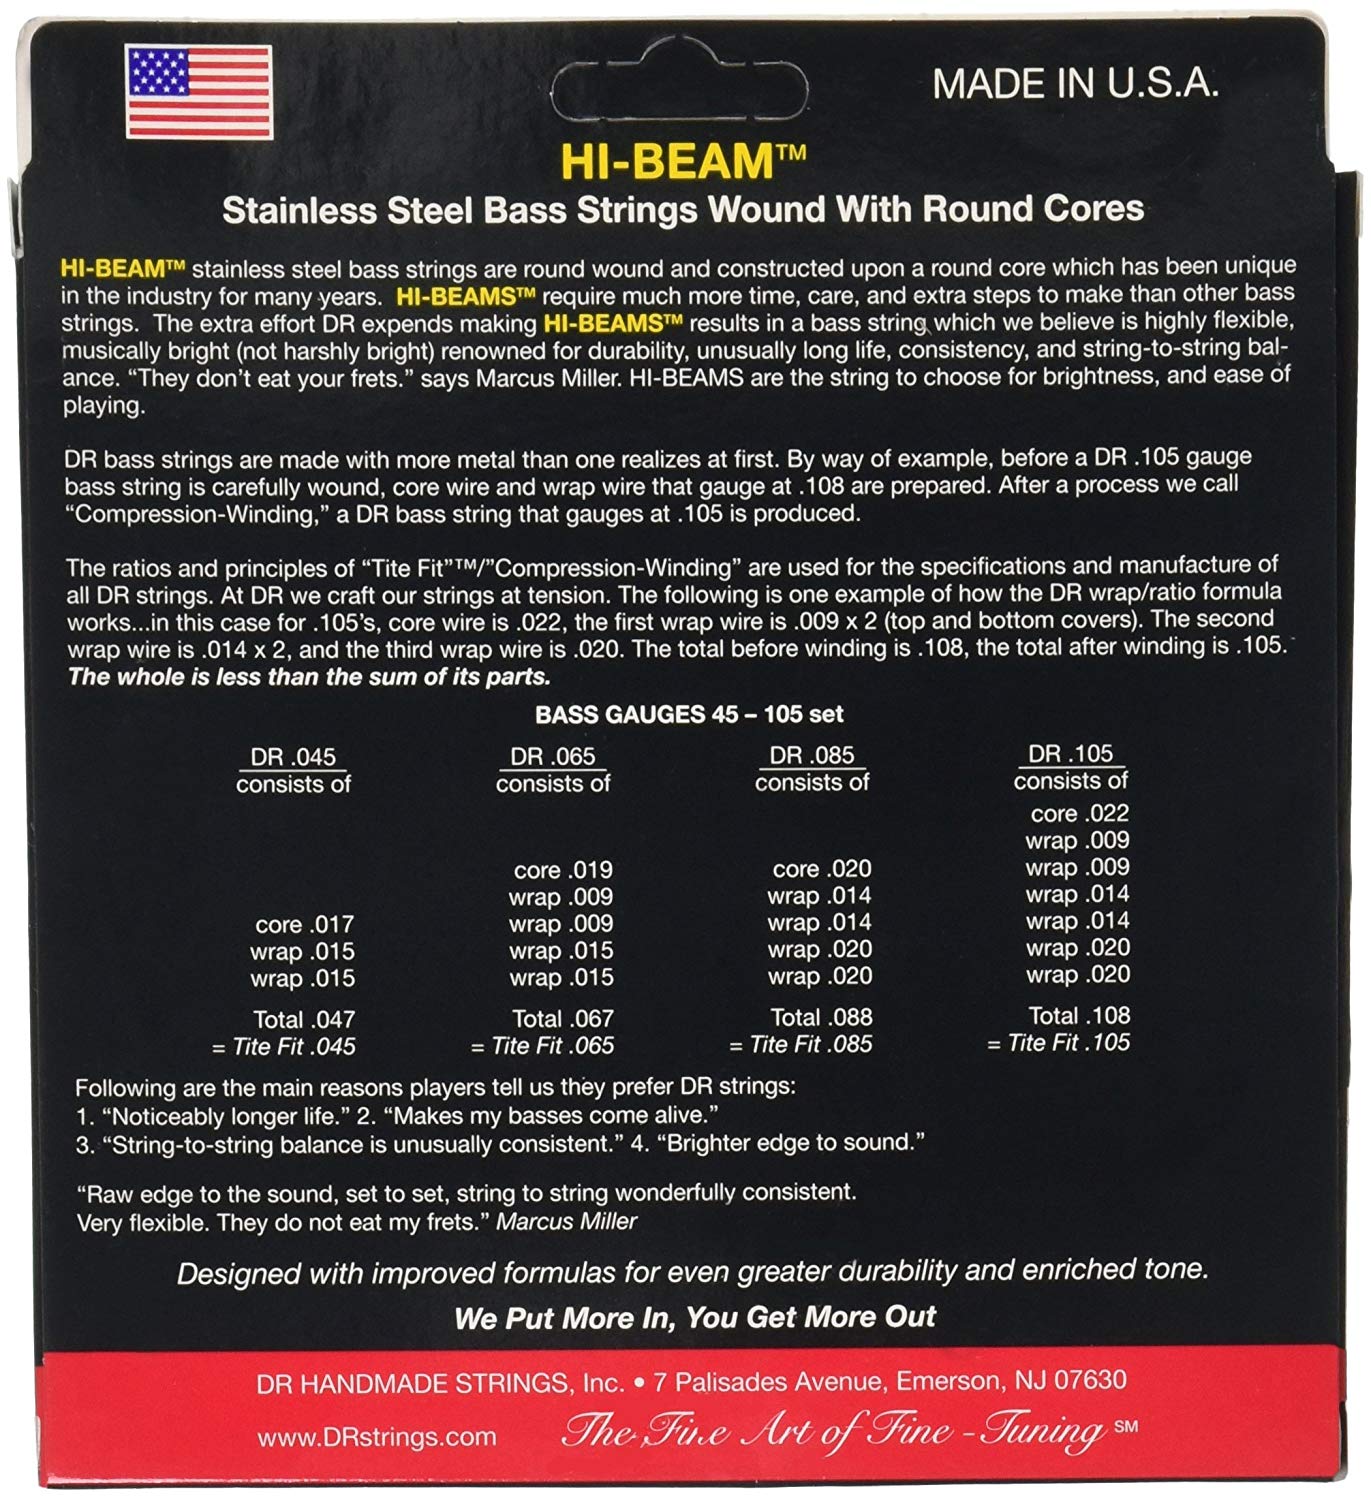 MADE IN U.S.A.
HI-BEAM™
Stainless Steel Bass Strings Wound With Round Cores
HI-BEAM™ stainless steel bass strings are round wound and constructed upon a round core which has been unique
in the industry for many years. HI-BEAMS™ require much more time, care, and extra steps to make than other bass
strings. The extra effort DR expends making HI-BEAMS™ results in a bass string which we believe is highly flexible,
musically bright (not harshly bright) renowned for durability, unusually long life, consistency, and string-to-string bal-
ance. “They don’t eat your frets.” says Marcus Miller. HI-BEAMS are the string to choose for brightness, and ease of
playing.
DR bass strings are made with more metal than one realizes at first. By way of example, before a DR .105 gauge
bass string is carefully wound, core wire and wrap wire that gauge at .108 are prepared. After a process we call
“Compression-Winding,” a DR bass string that gauges at .105 is produced.
The ratios and principles of “Tite Fit”™/”Compression-Winding” are used for the specifications and manufacture of
all DR strings. At DR we craft our strings at tension. The following is one example of how the DR wrap/ratio formula
works...in this case for .105’s, core wire is .022, the first wrap wire is .009 x 2 (top and bottom covers). The second
wrap wire is .014 x 2, and the third wrap wire is .020. The total before winding is .108, the total after winding is .105.
The whole is less than the sum of its parts.
BASS GAUGES 45 – 105 set
DR .045
consists of
core .017
wrap .015
wrap .015
Total .047
= Tite Fit .045
DR .065
consists of
core .019
wrap .009
wrap .009
wrap .015
wrap .015
Total .067
= Tite Fit .065
DR .085
consists of
core .020
wrap .014
wrap .014
wrap .020
wrap .020
Total .088
= Tite Fit .085
DR .105
consists of
core .022
wrap .009
wrap .009
wrap .014
wrap .014
wrap .020
wrap .020
Total .108
= Tite Fit .105
Following are the main reasons players tell us they prefer DR strings:
1. “Noticeably longer life.” 2. “Makes my basses come alive.”
3. “String-to-string balance is unusually consistent.” 4. “Brighter edge to sound.”
“Raw edge to the sound, set to set, string to string wonderfully consistent.
Very flexible. They do not eat my frets.” Marcus Miller
Designed with improved formulas for even greater durability and enriched tone.
We Put More In, You Get More Out
DR HANDMADE STRINGS, Inc. • 7 Palisades Avenue, Emerson, NJ 07630
www.DRstrings.com The Fine Art of Fine - Tuning ℠